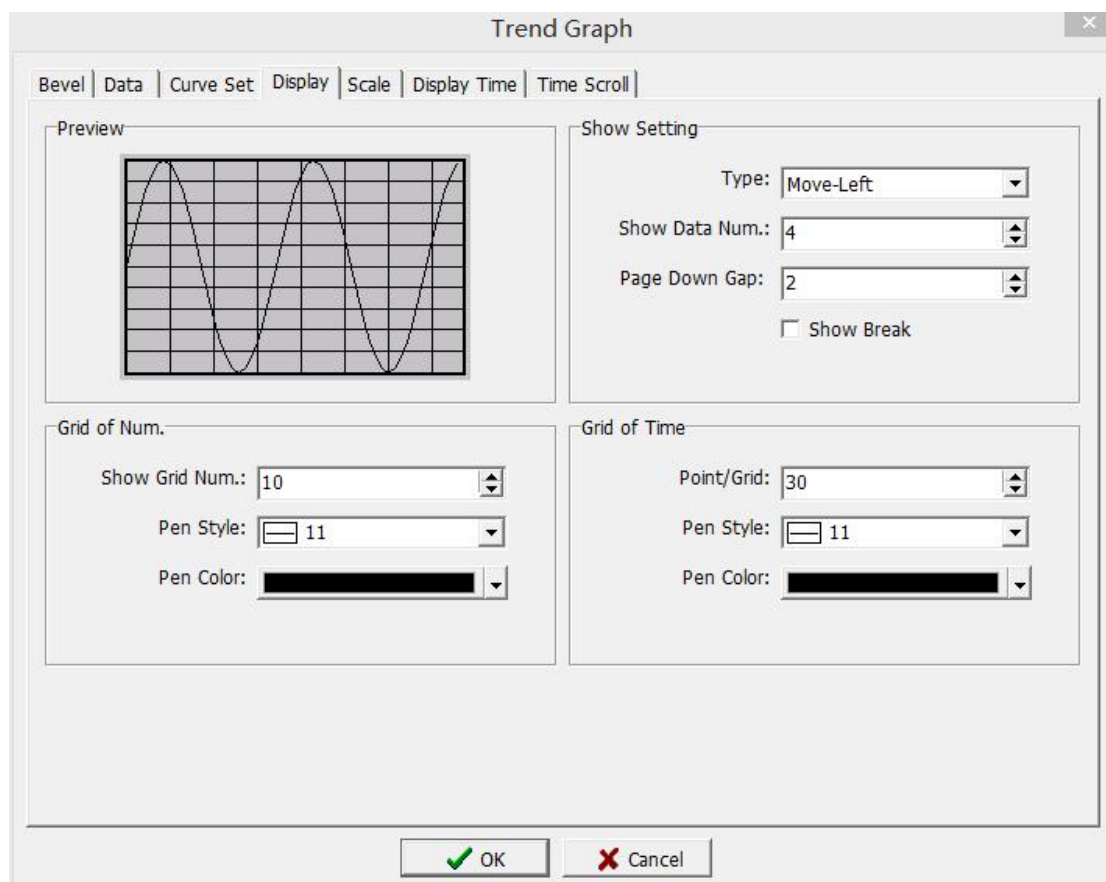 Trend Graph
Bevel Data Curve Set Display Scale Display Time Time Scroll
Preview
Show Setting
Type: Move-Left
Show Data Num.: 4
Page Down Gap: 2
Show Break
Grid of Num.
Show Grid Num.: 10
Pen Style: 11
Pen Color:
Grid of Time
Point/Grid: 30
Pen Style: 11
Pen Color:
OK Cancel